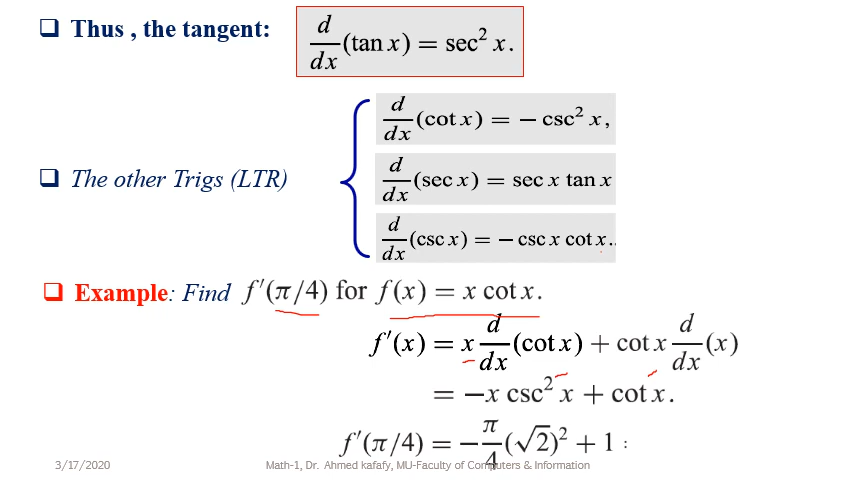 ❑ Thus , the tangent: d/dx (tan x) = sec² x.
d/dx (cot x) = − csc² x,
❑ The other Trigs (LTR) d/dx (sec x) = sec x tan x
d/dx (csc x) = − csc x cot x..
❑ Example: Find f′(π/4) for f(x) = x cot x.
f′(x) = x d/dx (cot x) + cot x d/dx (x)
= −x csc² x + cot x.
f′(π/4) = −π/4 (√2)² + 1 :
3/17/2020 Math-1, Dr. Ahmed kafafy, MU-Faculty of Computers & Information